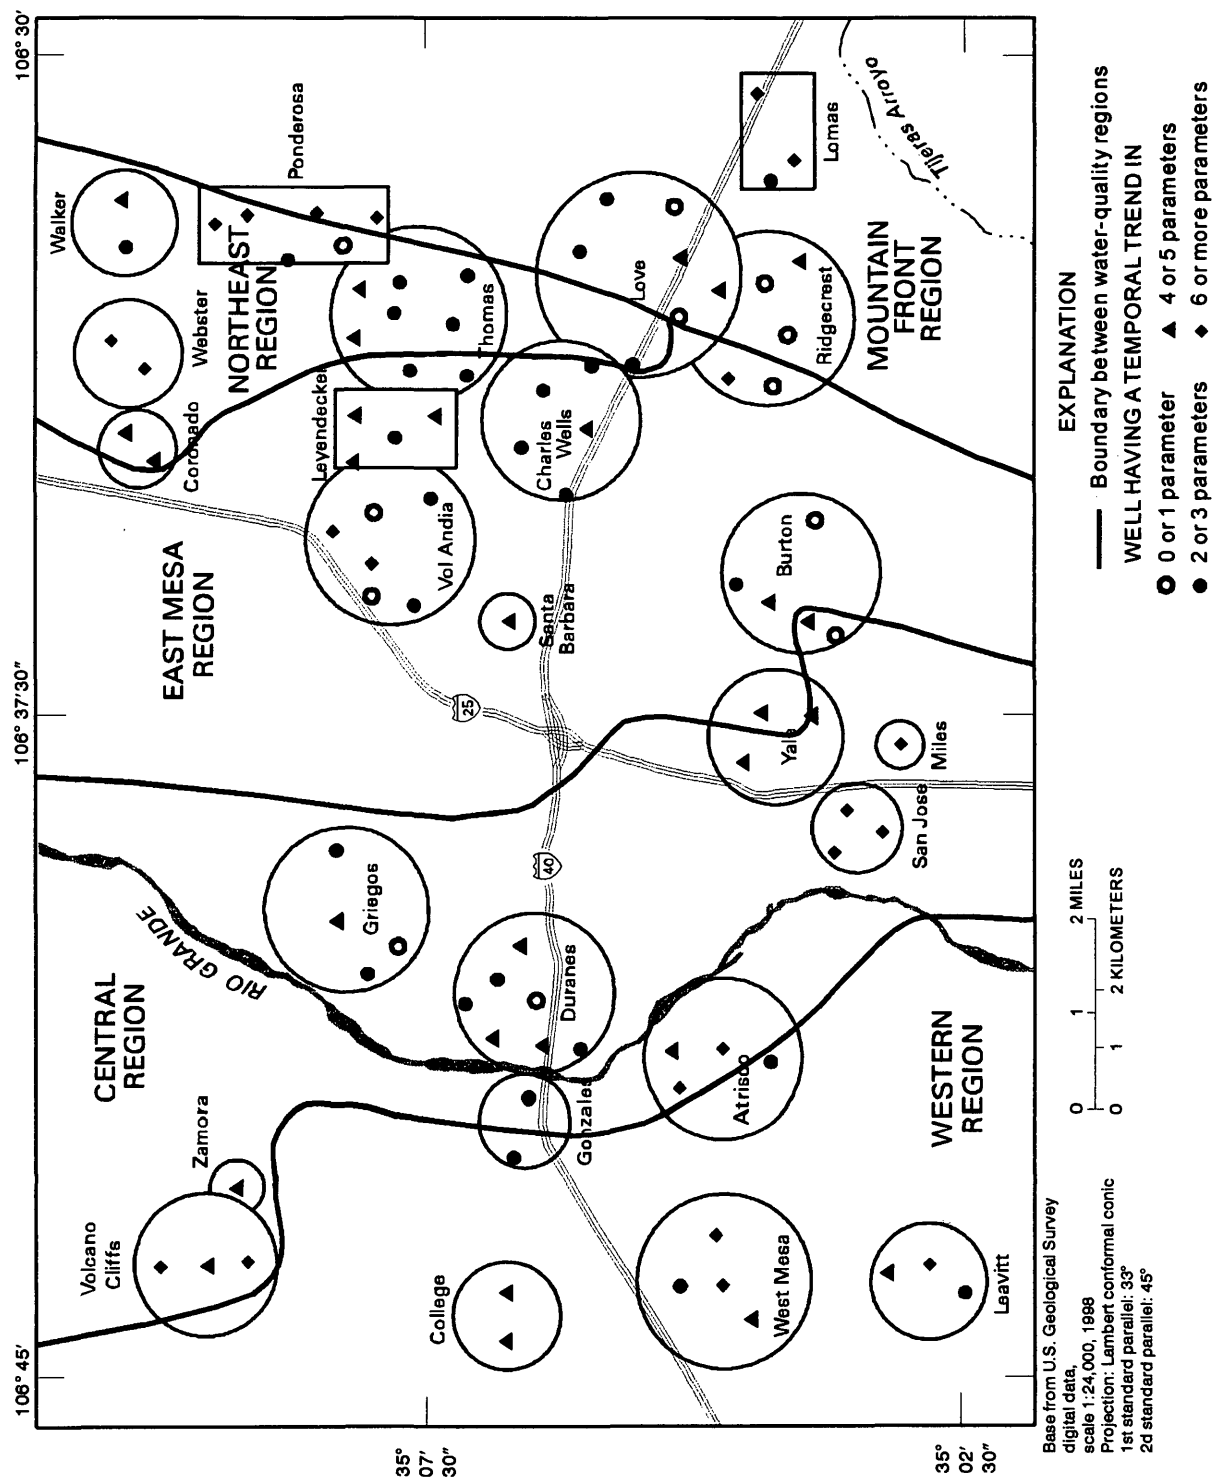 106° 30′
106° 37′30″
106° 45′
35°
07′
30″
35°
02′
30″
Walker
Webster
Coronado
NORTHEAST
REGION
Ponderosa
Thomas
Leyendecker
Vol Andia
Charles
Wells
Love
Lomas
Ridgecrest
Tijeras Arroyo
MOUNTAIN
FRONT
REGION
EAST MESA
REGION
Santa
Barbara
Burton
25
Yale
Miles
San Jose
40
Griegos
RIO GRANDE
CENTRAL
REGION
Duranes
Gonzales
Atrisco
WESTERN
REGION
Zamora
Volcano
Cliffs
College
West Mesa
Leavitt
EXPLANATION
Boundary between water-quality regions
WELL HAVING A TEMPORAL TREND IN
0 or 1 parameter
4 or 5 parameters
2 or 3 parameters
6 or more parameters
0 1 2 MILES
0 1 2 KILOMETERS
Base from U.S. Geological Survey
digital data,
scale 1:24,000, 1998
Projection: Lambert conformal conic
1st standard parallel: 33°
2d standard parallel: 45°